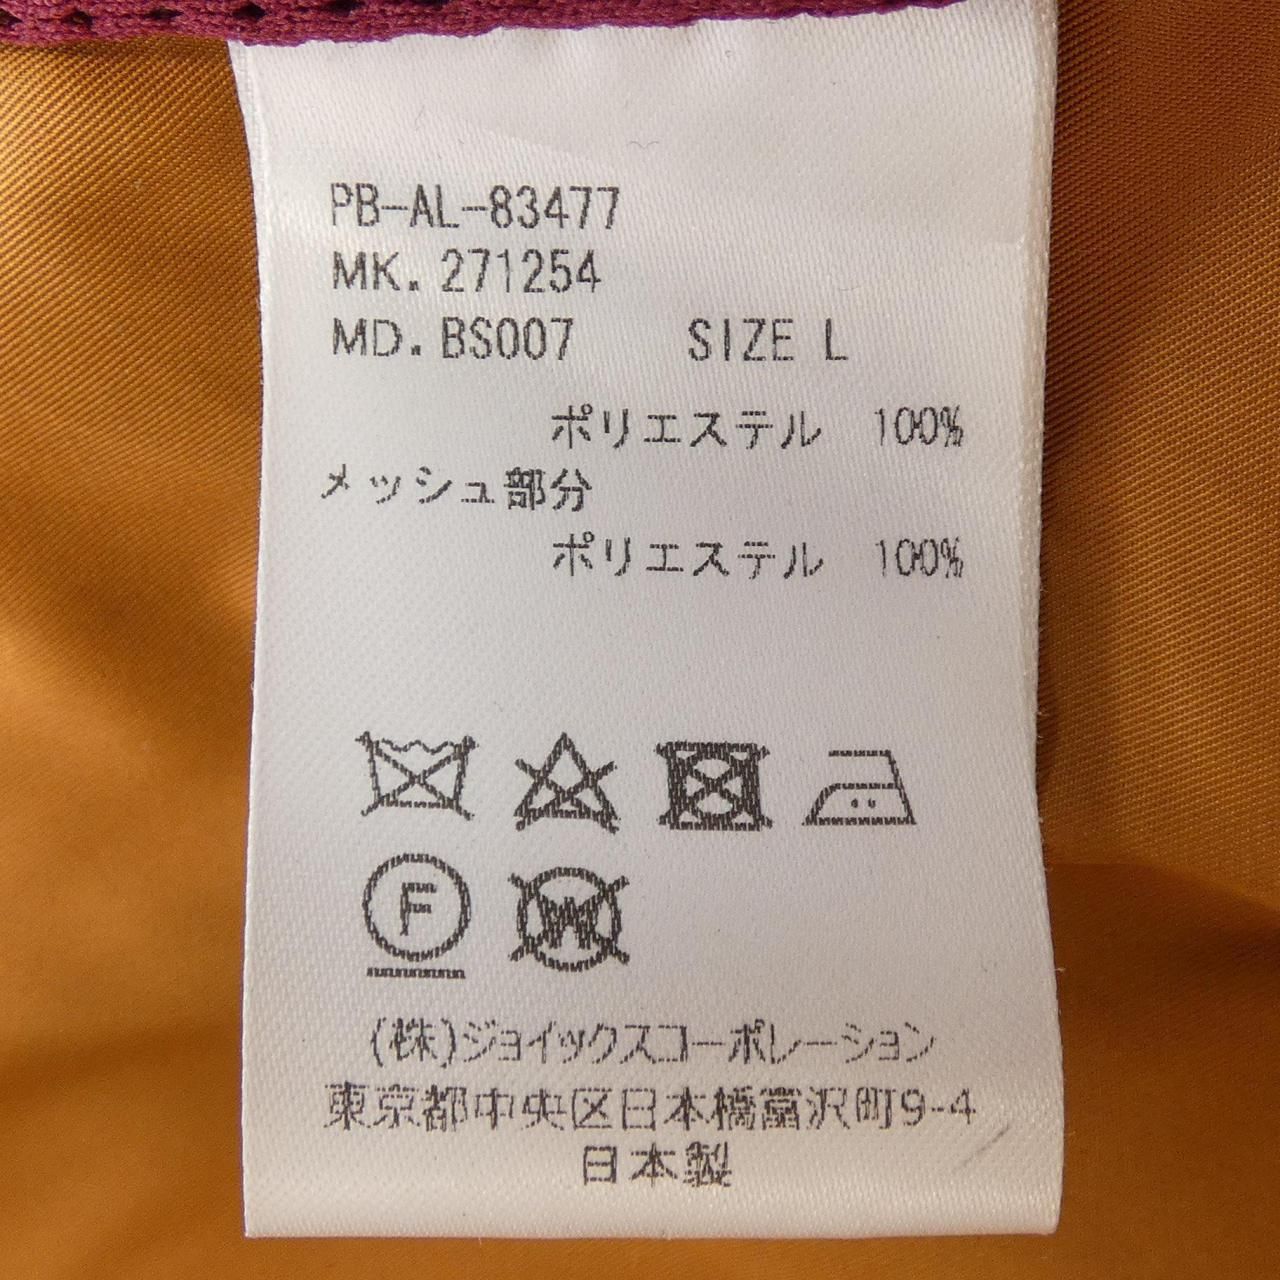 PB-AL-83477
MK. 271254
MD. BS007 SIZE L
ポリエステル 100%
メッシュ部分
ポリエステル 100%
F
W
(株)ジョイックスコーポレーション
東京都中央区日本橋富沢町9-4
日本製